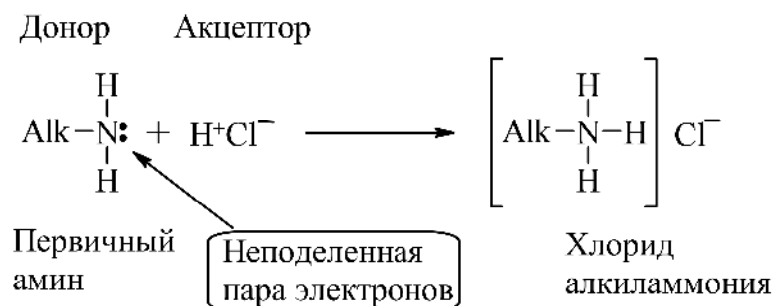 Донор Акцептор
H H
Alk–N: + H⁺Cl⁻ → [Alk–N–H] Cl⁻
H H
Первичный амин
Неподеленная пара электронов
Хлорид алкиламмония